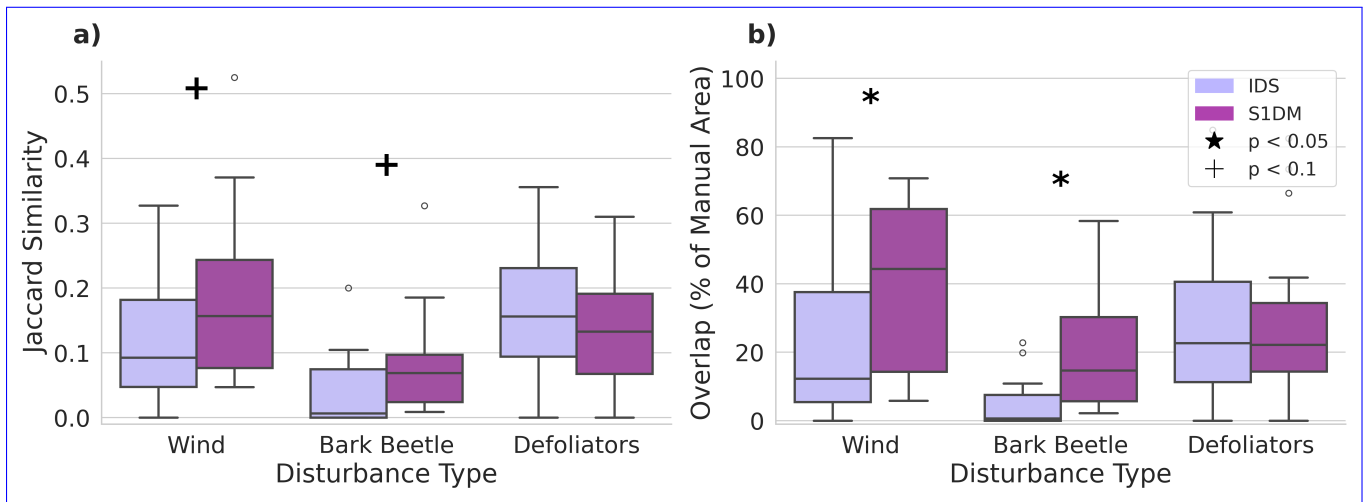 a)
Jaccard Similarity
0.5
0.4
0.3
0.2
0.1
0.0
Wind
Bark Beetle
Defoliators
Disturbance Type
b)
Overlap (% of Manual Area)
100
80
60
40
20
0
IDS
S1DM
p < 0.05
p < 0.1
Wind
Bark Beetle
Defoliators
Disturbance Type